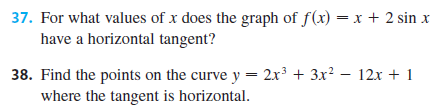 37. For what values of x does the graph of f(x) = x + 2 sin x
have a horizontal tangent?
38. Find the points on the curve y = 2x³ + 3x² − 12x + 1
where the tangent is horizontal.